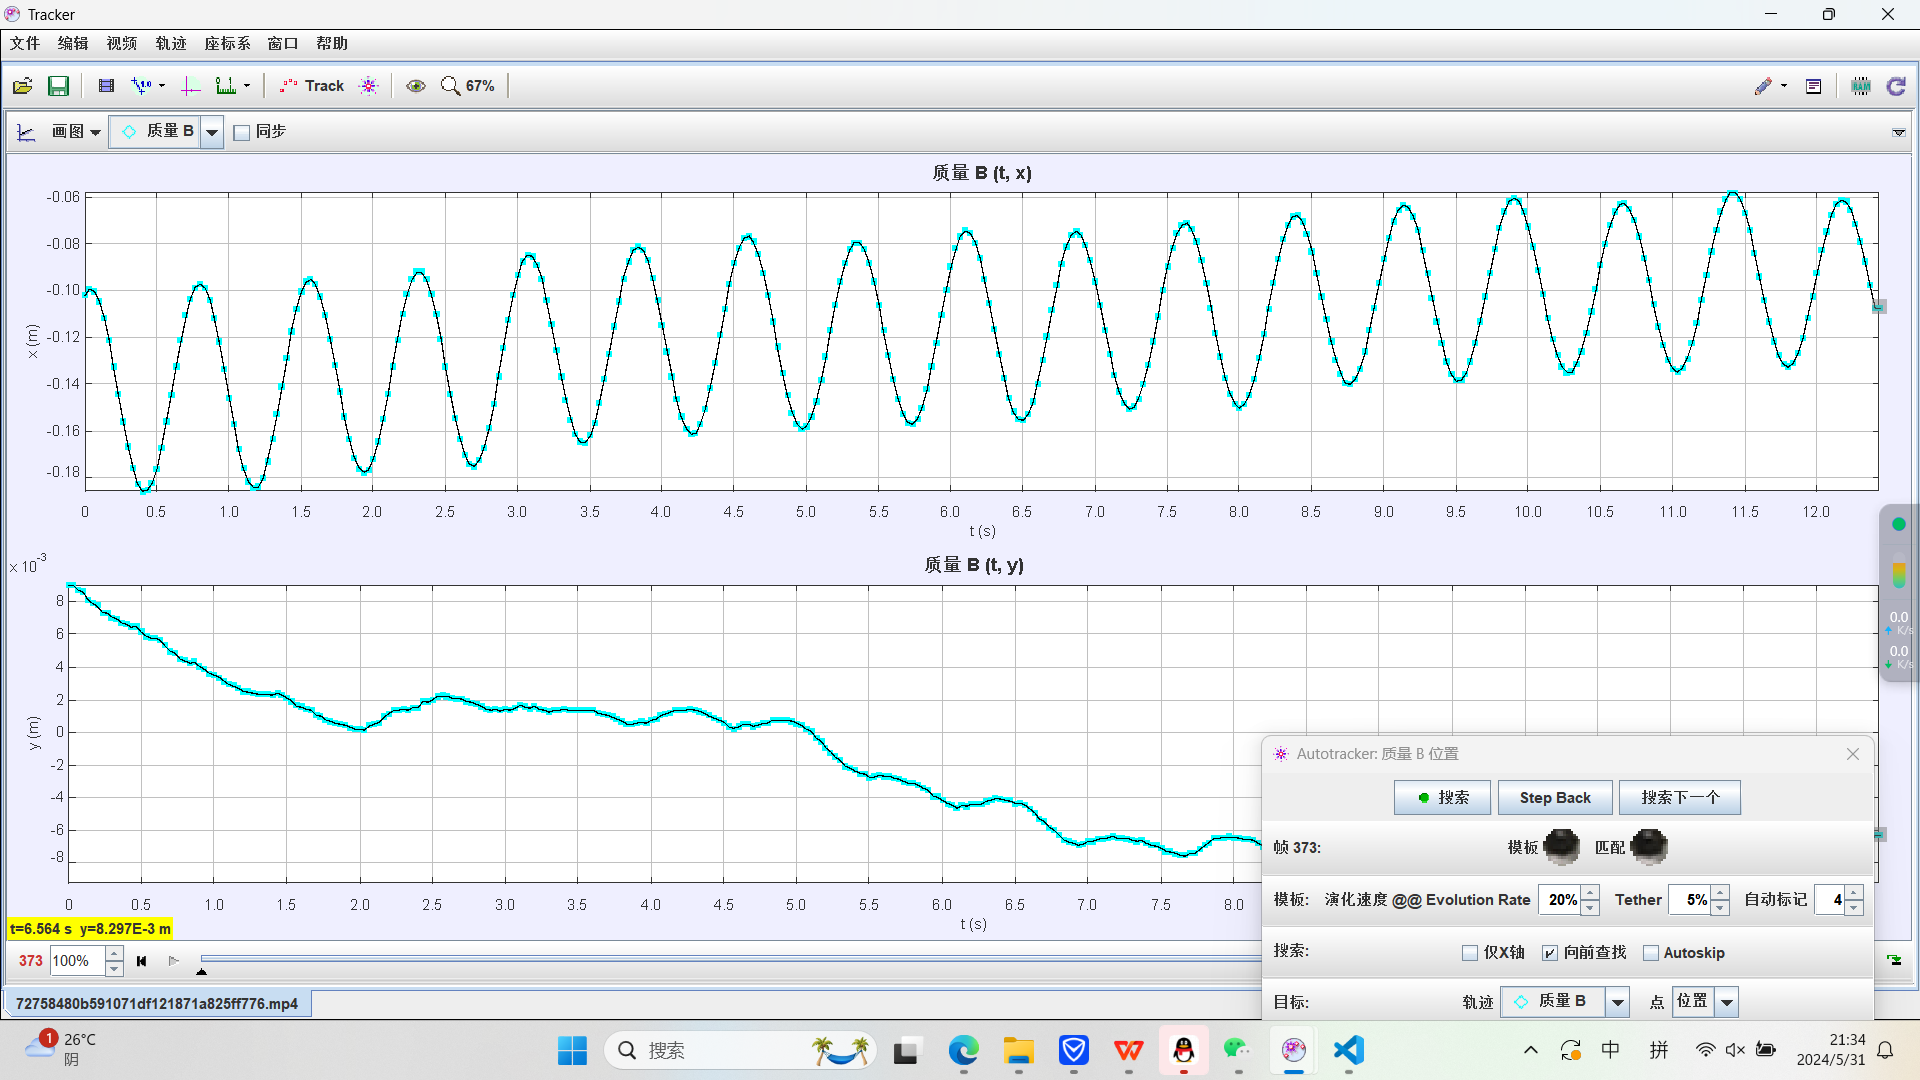 Tracker
文件 编辑 视频 轨迹 座标系 窗口 帮助
1.0 Track 67% RAM
画图 质量 B 同步
质量 B (t, x)
-0.06
-0.08
-0.10
-0.12
-0.14
-0.16
-0.18
x (m)
0 0.5 1.0 1.5 2.0 2.5 3.0 3.5 4.0 4.5 5.0 5.5 6.0 6.5 7.0 7.5 8.0 8.5 9.0 9.5 10.0 10.5 11.0 11.5 12.0
t (s)
0.0
K/s
0.0
K/s
x 10-3
质量 B (t, y)
8
6
4
2
0
-2
-4
-6
-8
y (m)
0 0.5 1.0 1.5 2.0 2.5 3.0 3.5 4.0 4.5 5.0 5.5 6.0 6.5 7.0 7.5 8.0
t (s)
t=6.564 s y=8.297E-3 m
373 100%
72758480b591071df121871a825ff776.mp4
Autotracker: 质量 B 位置
搜索 Step Back 搜索下一个
帧 373: 模板 匹配
模板: 演化速度 @@ Evolution Rate 20% Tether 5% 自动标记 4
搜索: 仅X轴 向前查找 Autoskip
目标: 轨迹 质量 B 点 位置
1
26°C
阴
搜索
中 拼
21:34
2024/5/31